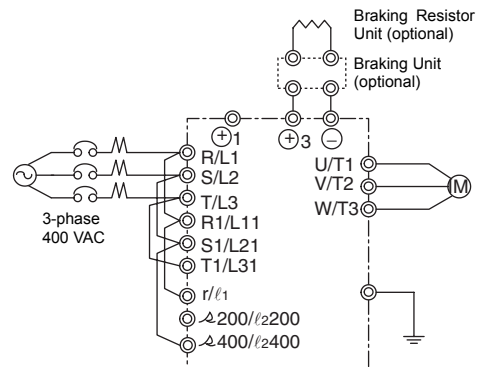 Braking Resistor
Unit (optional)
Braking Unit
(optional)
+1
+3
−
R/L1
S/L2
T/L3
R1/L11
S1/L21
T1/L31
r/ℓ1
200/ℓ2200
400/ℓ2400
3-phase
400 VAC
U/T1
V/T2
W/T3
M